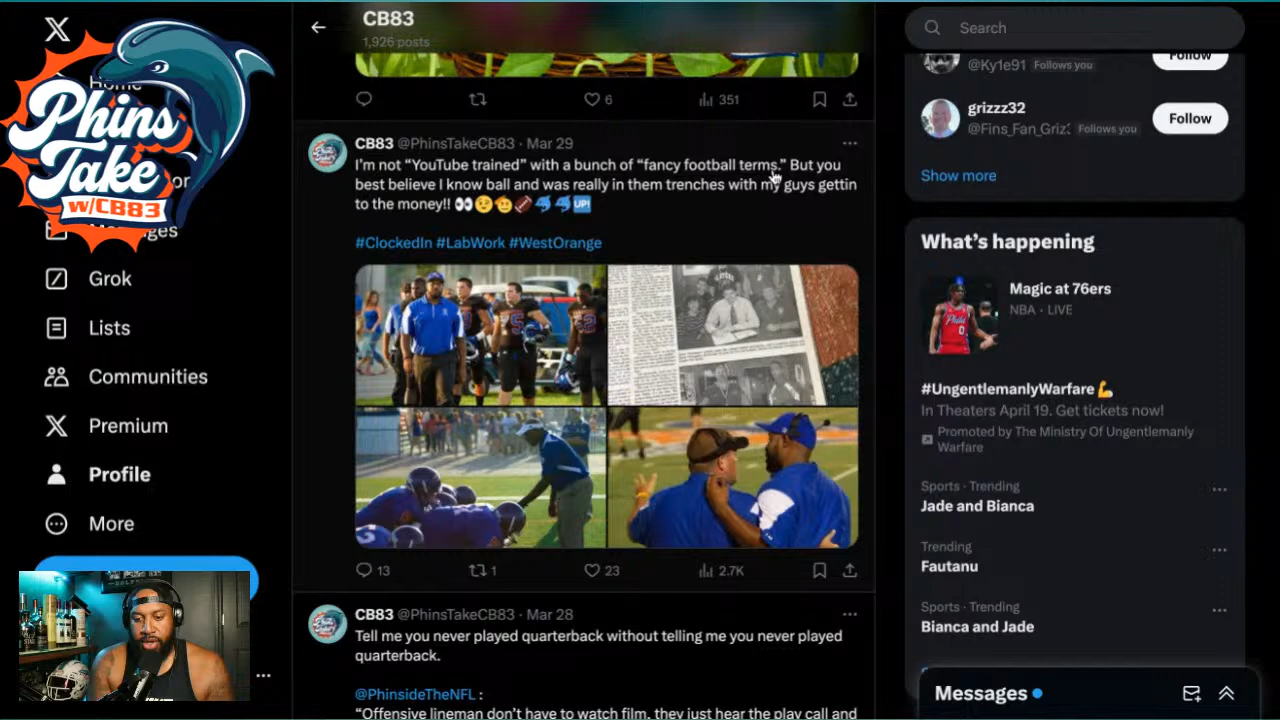 Phins
Take
w/CB83
Home
Messages
Grok
Lists
Communities
Premium
Profile
More
CB83
1,926 posts
6
351
CB83 @PhinsTakeCB83 · Mar 29
I'm not “YouTube trained” with a bunch of “fancy football terms.” But you
best believe I know ball and was really in them trenches with my guys gettin
to the money!! 👀😉🫡🏈🐬🐬🆙
#ClockedIn #LabWork #WestOrange
13
1
23
2.7K
CB83 @PhinsTakeCB83 · Mar 28
Tell me you never played quarterback without telling me you never played
quarterback.
@PhinsideTheNFL :
“Offensive lineman don’t have to watch film, they just hear the play call and
Search
@Ky1e91 Follows you
Follow
grizzz32
@Fins_Fan_Griz Follows you
Follow
Show more
What’s happening
Magic at 76ers
NBA · LIVE
#UngentlemanlyWarfare💪
In Theaters April 19. Get tickets now!
Promoted by The Ministry Of Ungentlemanly
Warfare
Sports · Trending
Jade and Bianca
Trending
Fautanu
Sports · Trending
Bianca and Jade
Messages